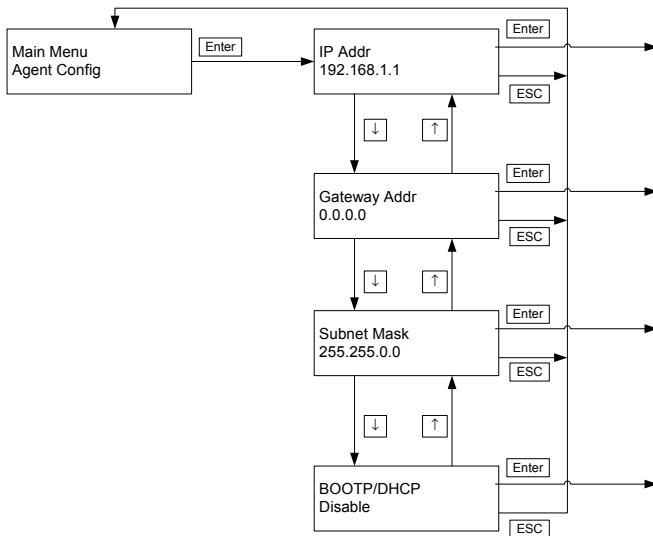 Main Menu
Agent Config
Enter
IP Addr
192.168.1.1
Enter
ESC
↓
↑
Gateway Addr
0.0.0.0
Enter
ESC
↓
↑
Subnet Mask
255.255.0.0
Enter
ESC
↓
↑
BOOTP/DHCP
Disable
Enter
ESC